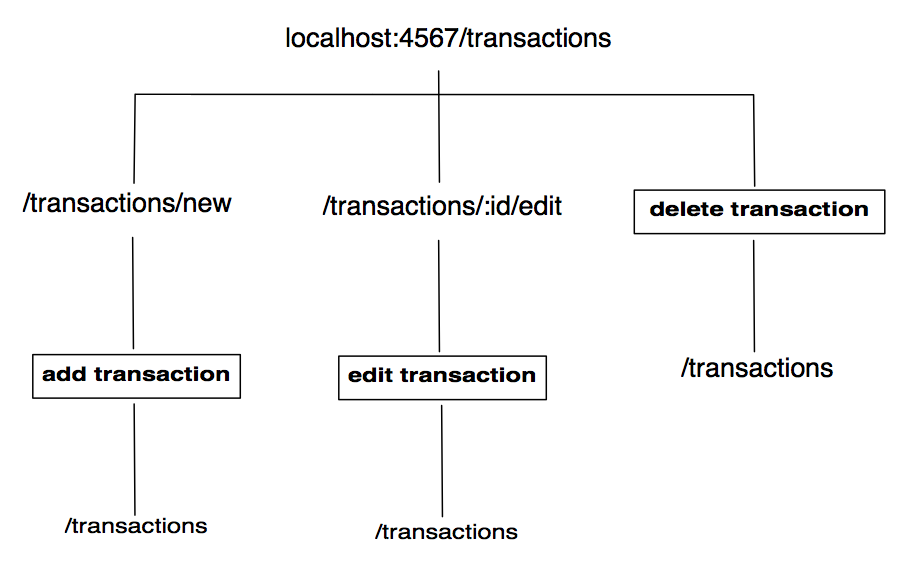 localhost:4567/transactions
/transactions/new
/transactions/:id/edit
delete transaction
add transaction
edit transaction
/transactions
/transactions
/transactions